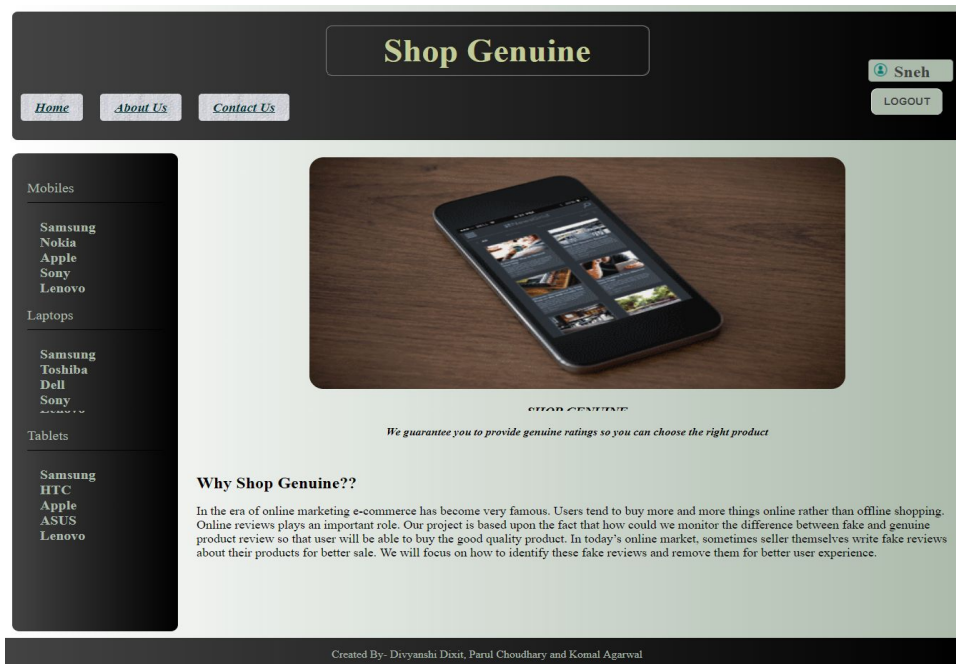 Shop Genuine
Sneh
LOGOUT
Home
About Us
Contact Us
Mobiles
Samsung
Nokia
Apple
Sony
Lenovo
Laptops
Samsung
Toshiba
Dell
Sony
Lenovo
Tablets
Samsung
HTC
Apple
ASUS
Lenovo
SHOP GENUINE
We guarantee you to provide genuine ratings so you can choose the right product
Why Shop Genuine??
In the era of online marketing e-commerce has become very famous. Users tend to buy more and more things online rather than offline shopping.
Online reviews plays an important role. Our project is based upon the fact that how could we monitor the difference between fake and genuine
product review so that user will be able to buy the good quality product. In today's online market, sometimes seller themselves write fake reviews
about their products for better sale. We will focus on how to identify these fake reviews and remove them for better user experience.
Created By- Divyanshi Dixit, Parul Choudhary and Komal Agarwal